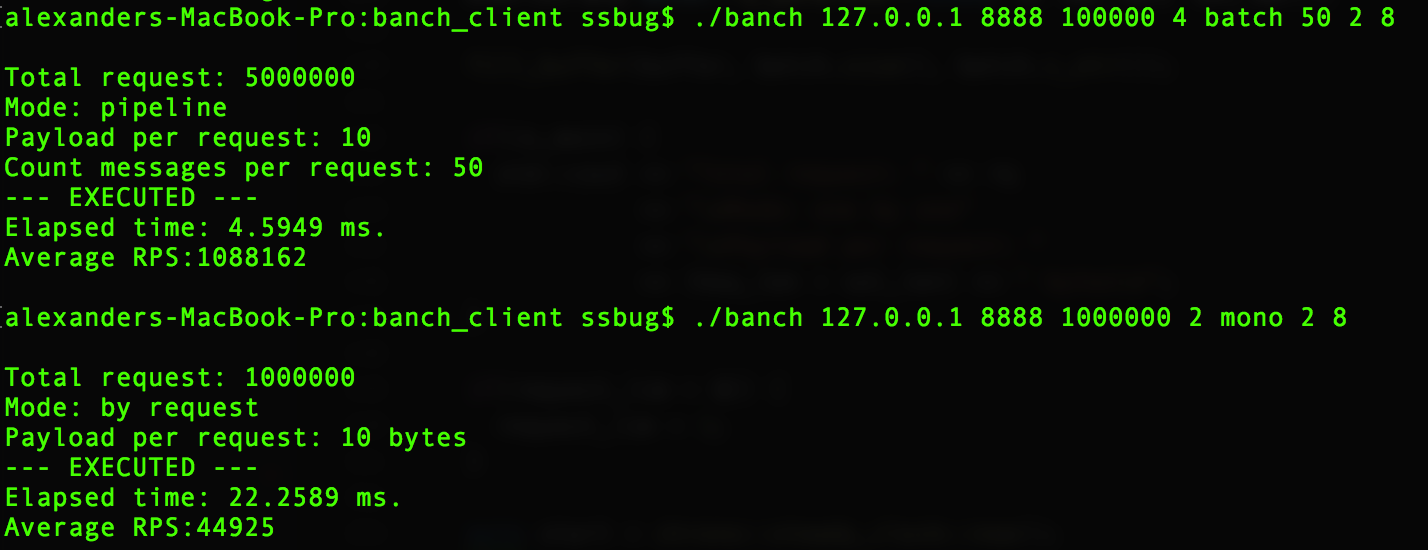 [alexanders-MacBook-Pro:banch_client ssbug$ ./banch 127.0.0.1 8888 100000 4 batch 50 2 8
Total request: 5000000
Mode: pipeline
Payload per request: 10
Count messages per request: 50
--- EXECUTED ---
Elapsed time: 4.5949 ms.
Average RPS:1088162
[alexanders-MacBook-Pro:banch_client ssbug$ ./banch 127.0.0.1 8888 1000000 2 mono 2 8
Total request: 1000000
Mode: by request
Payload per request: 10 bytes
--- EXECUTED ---
Elapsed time: 22.2589 ms.
Average RPS:44925